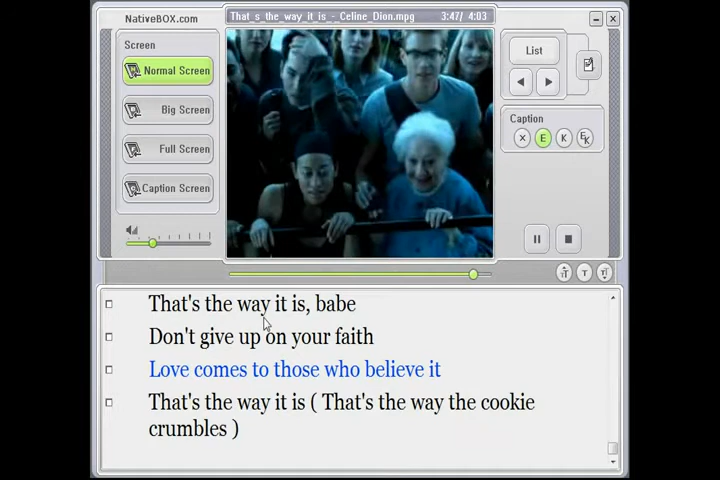 NativeBOX.com
That_s_the_way_it_is_-_Celine_Dion.mpg 3:47/ 4:03
Screen
Normal Screen
Big Screen
Full Screen
Caption Screen
List
Caption
X E K EK
T T T
That's the way it is, babe
Don't give up on your faith
Love comes to those who believe it
That's the way it is ( That's the way the cookie
crumbles )